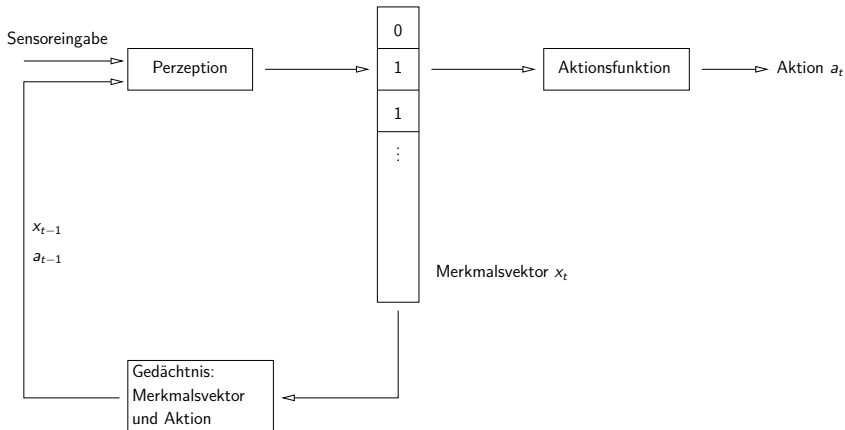 Sensoreingabe
Perzeption
0
1
1
⋮
Aktionsfunktion
Aktion a_t
x_{t−1}
a_{t−1}
Merkmalsvektor x_t
Gedächtnis:
Merkmalsvektor
und Aktion